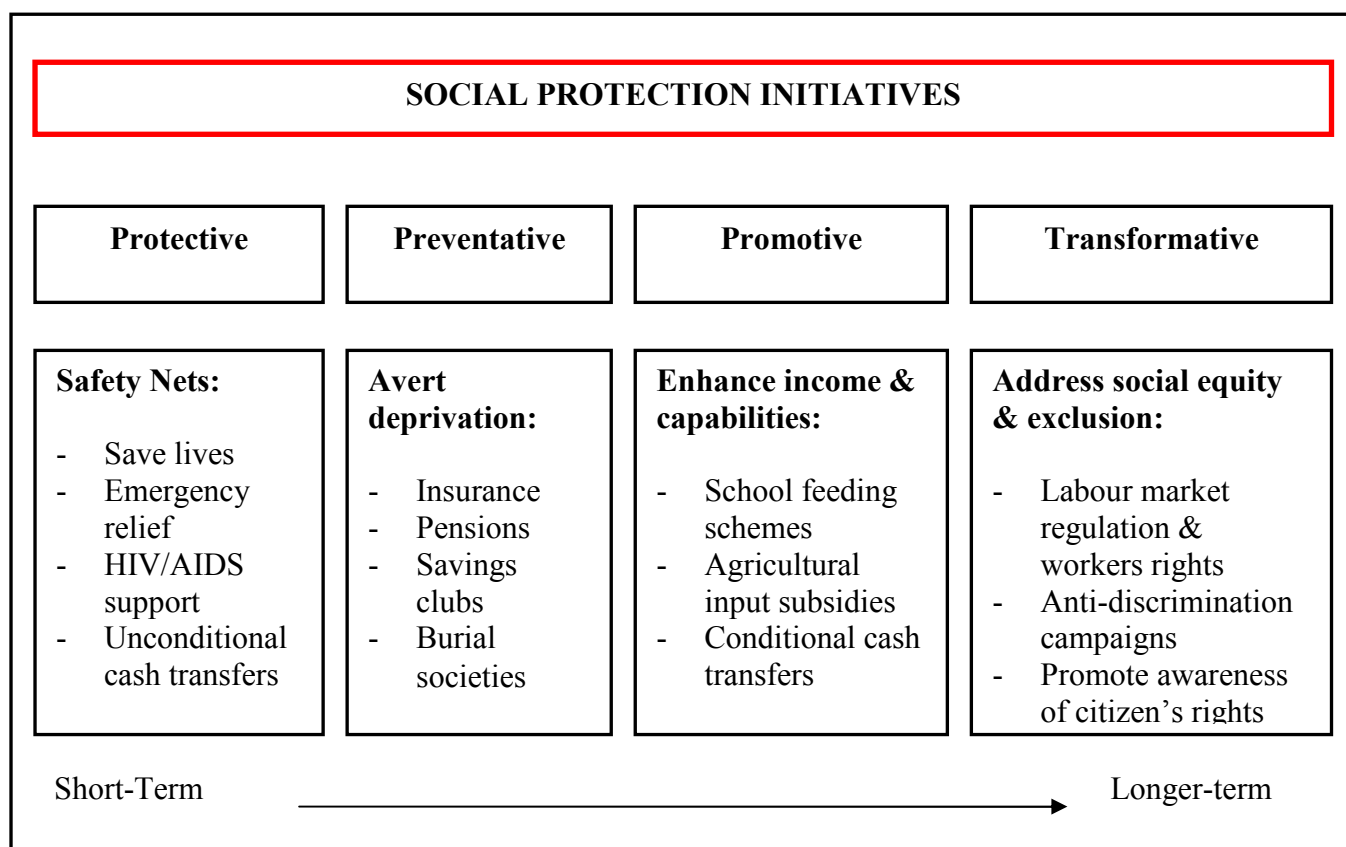 SOCIAL PROTECTION INITIATIVES
Protective
Preventative
Promotive
Transformative
Safety Nets:
- Save lives
- Emergency
relief
- HIV/AIDS
support
- Unconditional
cash transfers
Avert
deprivation:
- Insurance
- Pensions
- Savings
clubs
- Burial
societies
Enhance income &
capabilities:
- School feeding
schemes
- Agricultural
input subsidies
- Conditional cash
transfers
Address social equity
& exclusion:
- Labour market
regulation &
workers rights
- Anti-discrimination
campaigns
- Promote awareness
of citizen’s rights
Short-Term
Longer-term